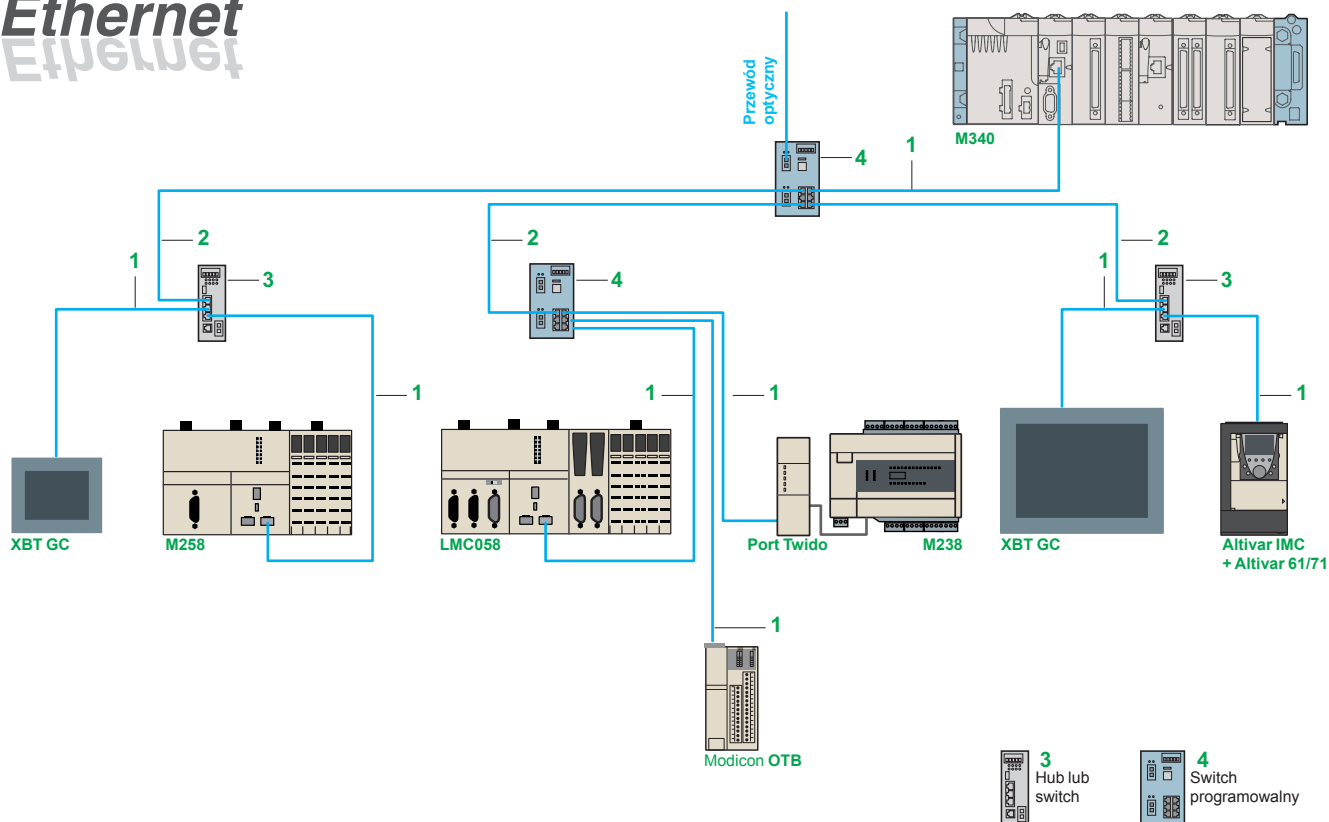 Ethernet
Przewód
optyczny
M340
4
1
2
2
2
1
3
4
1
3
1
1
1
1
XBT GC
M258
LMC058
Port Twido
M238
XBT GC
Altivar IMC
+ Altivar 61/71
1
Modicon OTB
3
Hub lub
switch
4
Switch
programowalny